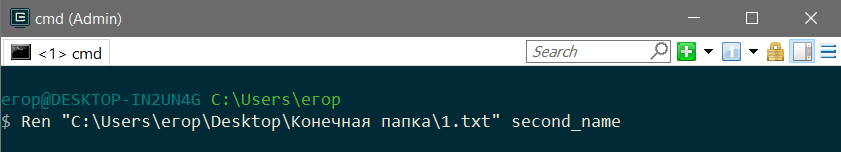 cmd (Admin)
<1> cmd
Search
1
егор@DESKTOP-IN2UN4G C:\Users\егор
$ Ren "C:\Users\егор\Desktop\Конечная папка\1.txt" second_name